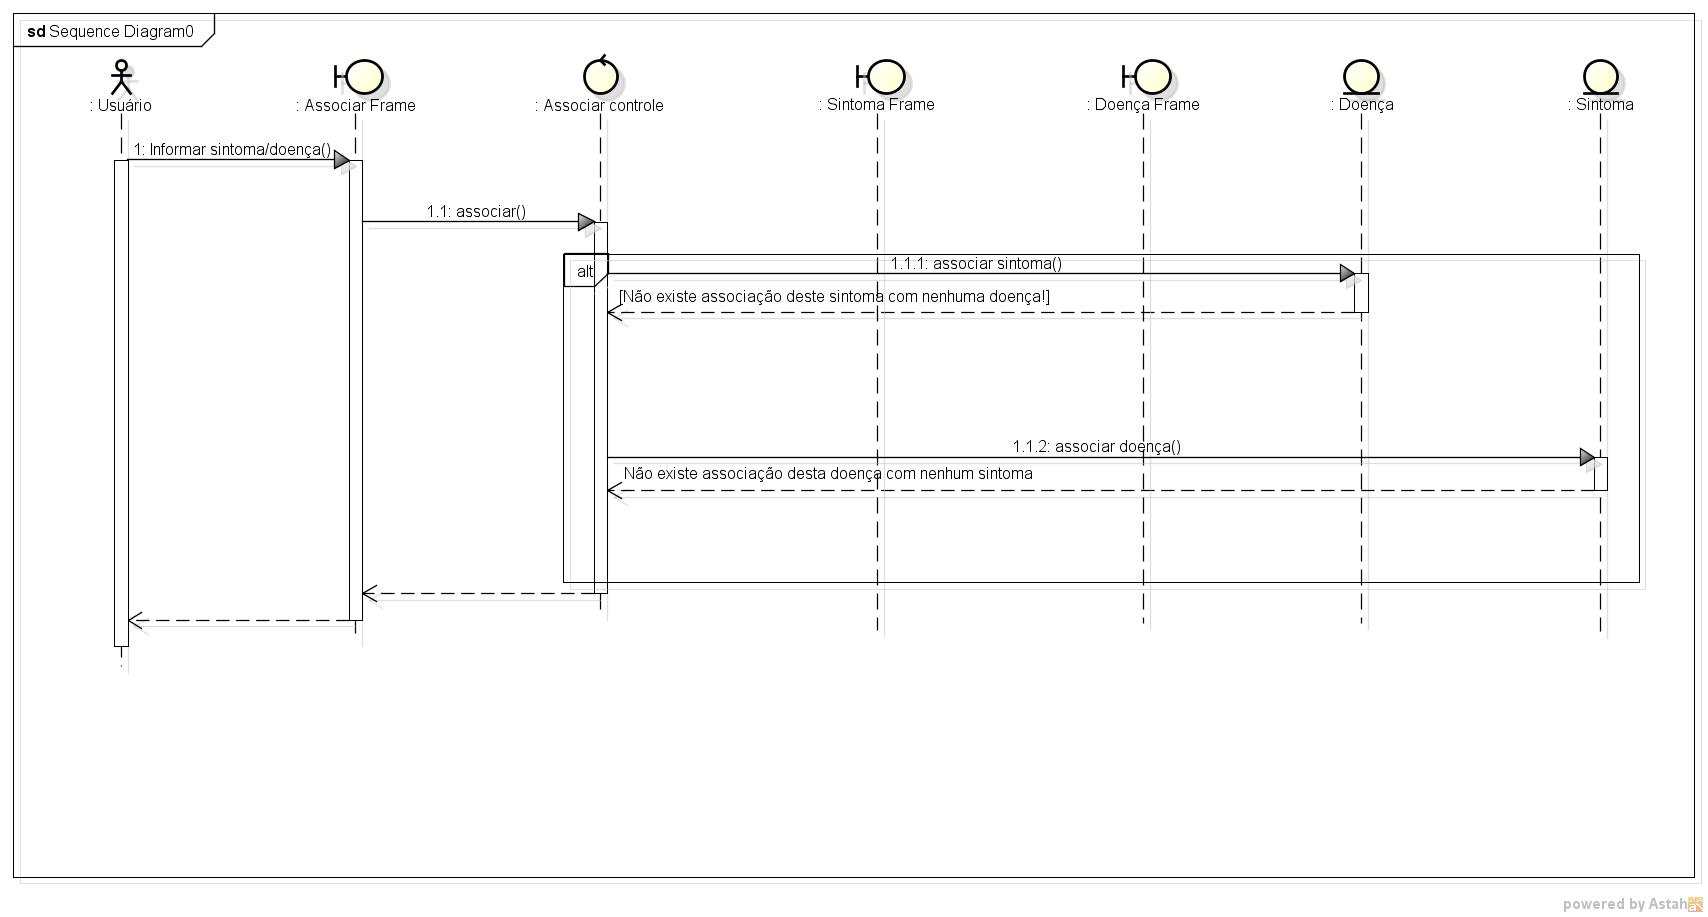 sd Sequence Diagram0
: Usuário
: Associar Frame
: Associar controle
: Sintoma Frame
: Doença Frame
: Doença
: Sintoma
1: Informar sintoma/doença()
1.1: associar()
alt
1.1.1: associar sintoma()
[Não existe associação deste sintoma com nenhuma doença!]
1.1.2: associar doença()
Não existe associação desta doença com nenhum sintoma
powered by Astah